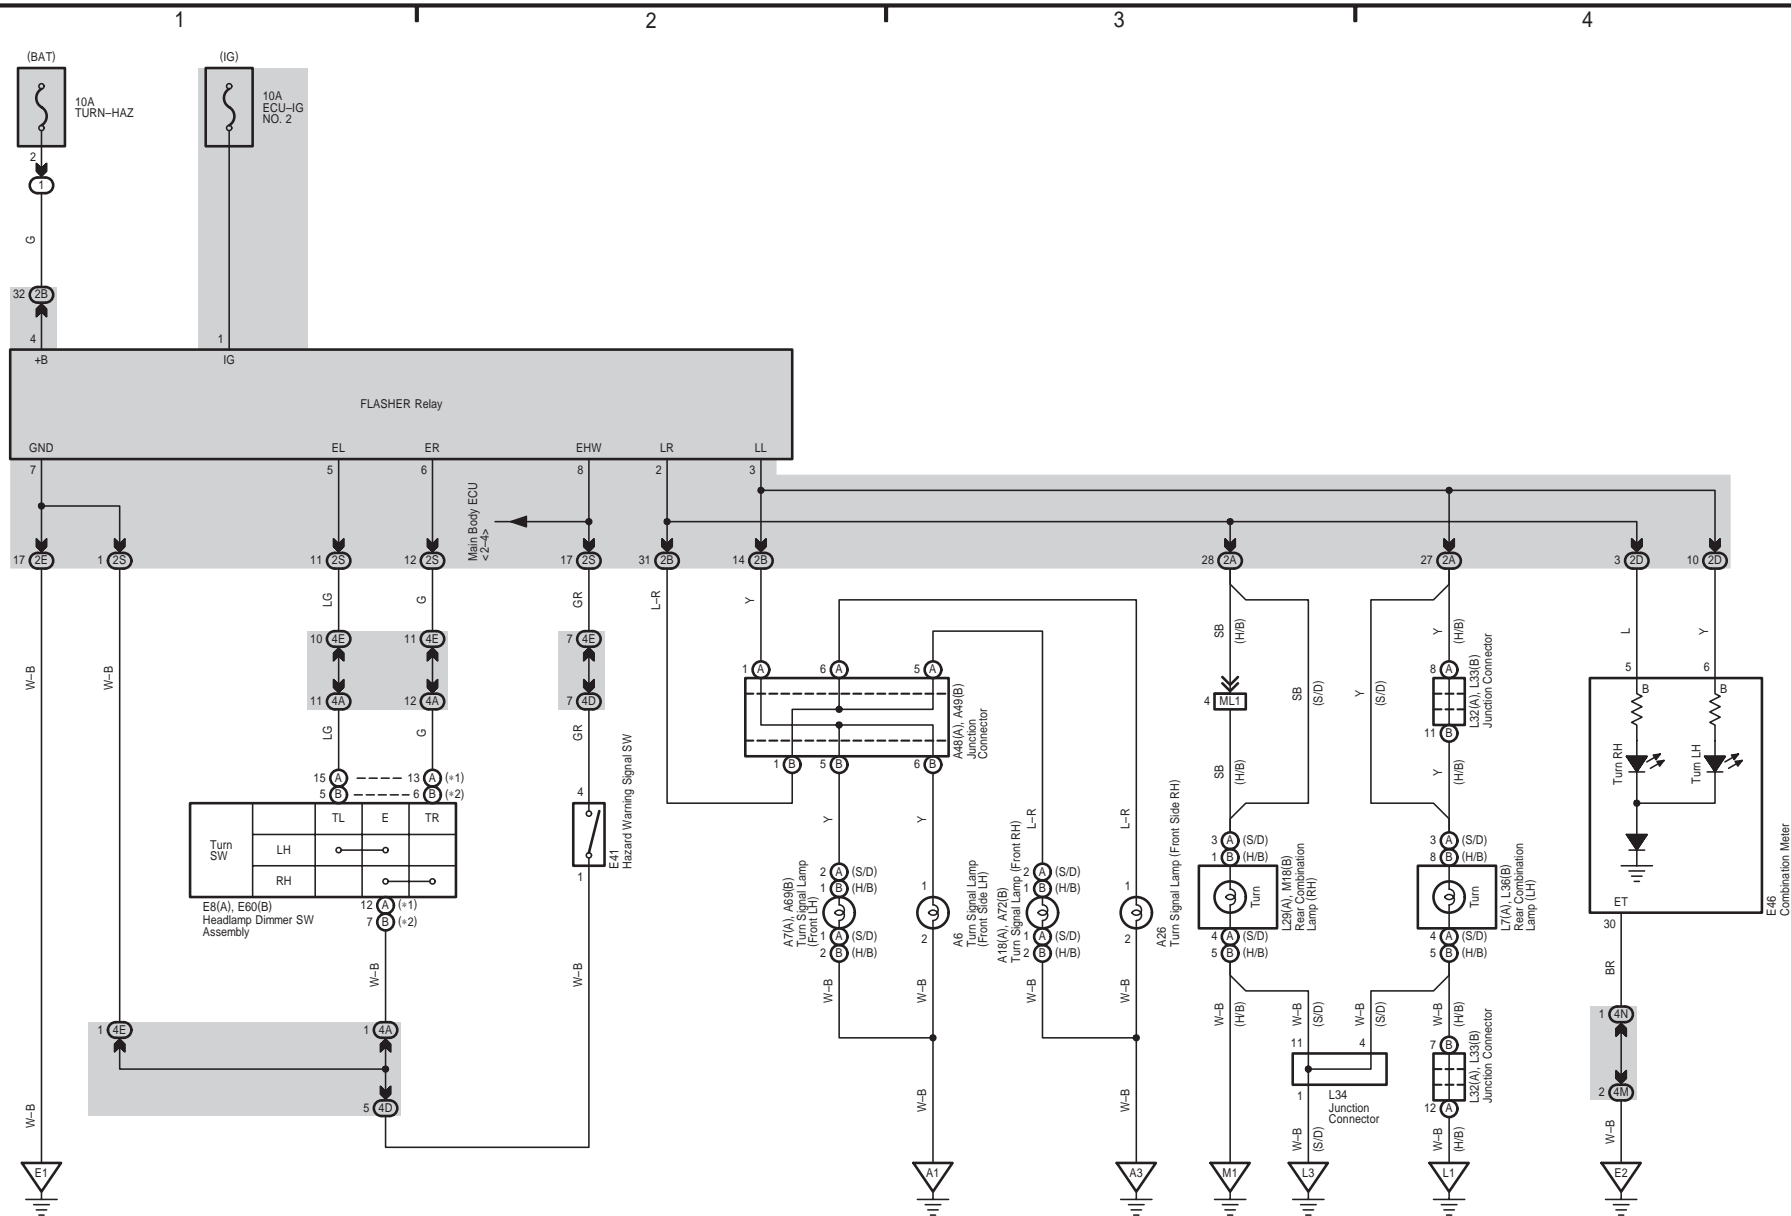 1
2
3
4
(BAT)
(IG)
10A
TURN–HAZ
10A
ECU–IG
NO. 2
2
1
G
32 2B
4
1
+B
IG
FLASHER Relay
GND
EL
ER
EHW
LR
LL
7
5
6
8
2
3
Main Body ECU
<2–4>
17 2E
1 2S
11 2S
12 2S
17 2S
31 2B
14 2B
28 2A
27 2A
3 2D
10 2D
LG
G
GR
L–R
Y
SB
(H/B)
SB
(S/D)
Y
(S/D)
Y
(H/B)
L
Y
10 4E
11 4E
7 4E
11 4A
12 4A
7 4D
W–B
W–B
LG
G
GR
1 A
6 A
5 A
A48(A), A49(B)
Junction
Connector
1 B
5 B
6 B
4 ML1
8 A
L32(A), L33(B)
Junction Connector
11 B
SB
(H/B)
Y
(H/B)
5
6
B
B
Turn RH
Turn LH
ET
E46
Combination Meter
15 A
13 A (*1)
5 B
6 B (*2)
Turn
SW
TL
E
TR
LH
RH
E8(A), E60(B)
Headlamp Dimmer SW
Assembly
12 A (*1)
7 B (*2)
4
1
E41
Hazard Warning Signal SW
Y
Y
L–R
L–R
2 A (S/D)
1 B (H/B)
1 A (S/D)
2 B (H/B)
A7(A), A69(B)
Turn Signal Lamp
(Front LH)
1
2
A6
Turn Signal Lamp
(Front Side LH)
2 A (S/D)
1 B (H/B)
1 A (S/D)
2 B (H/B)
A18(A), A72(B)
Turn Signal Lamp (Front RH)
1
2
A26
Turn Signal Lamp (Front Side RH)
3 A (S/D)
1 B (H/B)
Turn
4 A (S/D)
5 B (H/B)
L29(A), M18(B)
Rear Combination
Lamp (RH)
3 A (S/D)
8 B (H/B)
Turn
4 A (S/D)
5 B (H/B)
L7(A), L36(B)
Rear Combination
Lamp (LH)
30
BR
W–B
W–B
W–B
W–B
W–B
W–B
W–B
(H/B)
W–B
(S/D)
W–B
(S/D)
W–B
(H/B)
1 4E
1 4A
5 4D
11
4
1
L34
Junction
Connector
7 B
L32(A), L33(B)
Junction Connector
12 A
1 4N
2 4M
W–B
W–B
W–B
W–B
(S/D)
W–B
(H/B)
W–B
E1
A1
A3
M1
L3
L1
E2